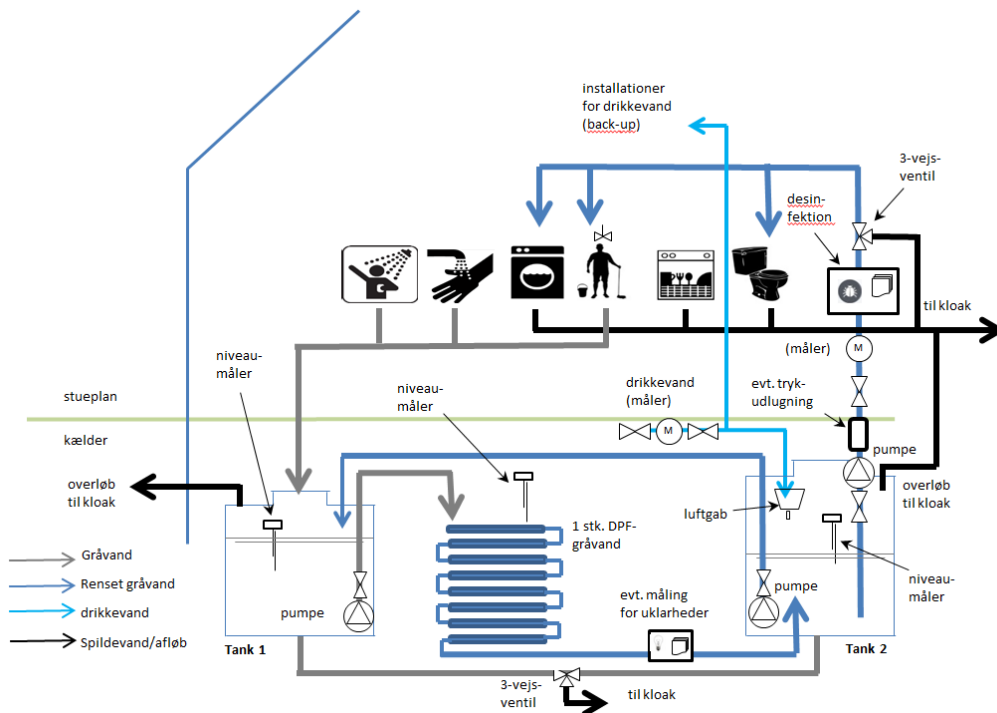 installationer
for drikkevand
(back-up)
3-vejs-
ventil
desin-
fektion
til kloak
(måler)
M
niveau-
måler
niveau-
måler
drikkevand
(måler)
evt. tryk-
udlugning
stueplan
kælder
M
pumpe
overløb
til kloak
overløb
til kloak
luftgab
1 stk. DPF-
gråvand
Gråvand
Renset gråvand
drikkevand
Spildevand/afløb
pumpe
evt. måling
for uklarheder
pumpe
niveau-
måler
Tank 1
Tank 2
3-vejs-
ventil
til kloak